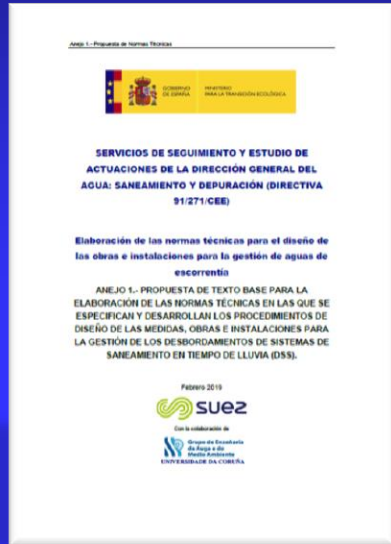 Anejo 1.- Propuesta de Normas Técnicas
GOBIERNO
DE ESPAÑA
MINISTERIO
PARA LA TRANSICIÓN ECOLÓGICA
SERVICIOS DE SEGUIMIENTO Y ESTUDIO DE
ACTUACIONES DE LA DIRECCIÓN GENERAL DEL
AGUA: SANEAMIENTO Y DEPURACIÓN (DIRECTIVA
91/271/CEE)
Elaboración de las normas técnicas para el diseño de
las obras e instalaciones para la gestión de aguas de
escorrentía
ANEJO 1.- PROPUESTA DE TEXTO BASE PARA LA
ELABORACIÓN DE LAS NORMAS TÉCNICAS EN LAS QUE SE
ESPECIFICAN Y DESARROLLAN LOS PROCEDIMIENTOS DE
DISEÑO DE LAS MEDIDAS, OBRAS E INSTALACIONES PARA
LA GESTIÓN DE LOS DESBORDAMIENTOS DE SISTEMAS DE
SANEAMIENTO EN TIEMPO DE LLUVIA (DSS).
Febrero 2019
suez
Con la colaboración de
Grupo de Enxeñaría
da Auga e do
Medio Ambiente
UNIVERSIDADE DA CORUÑA